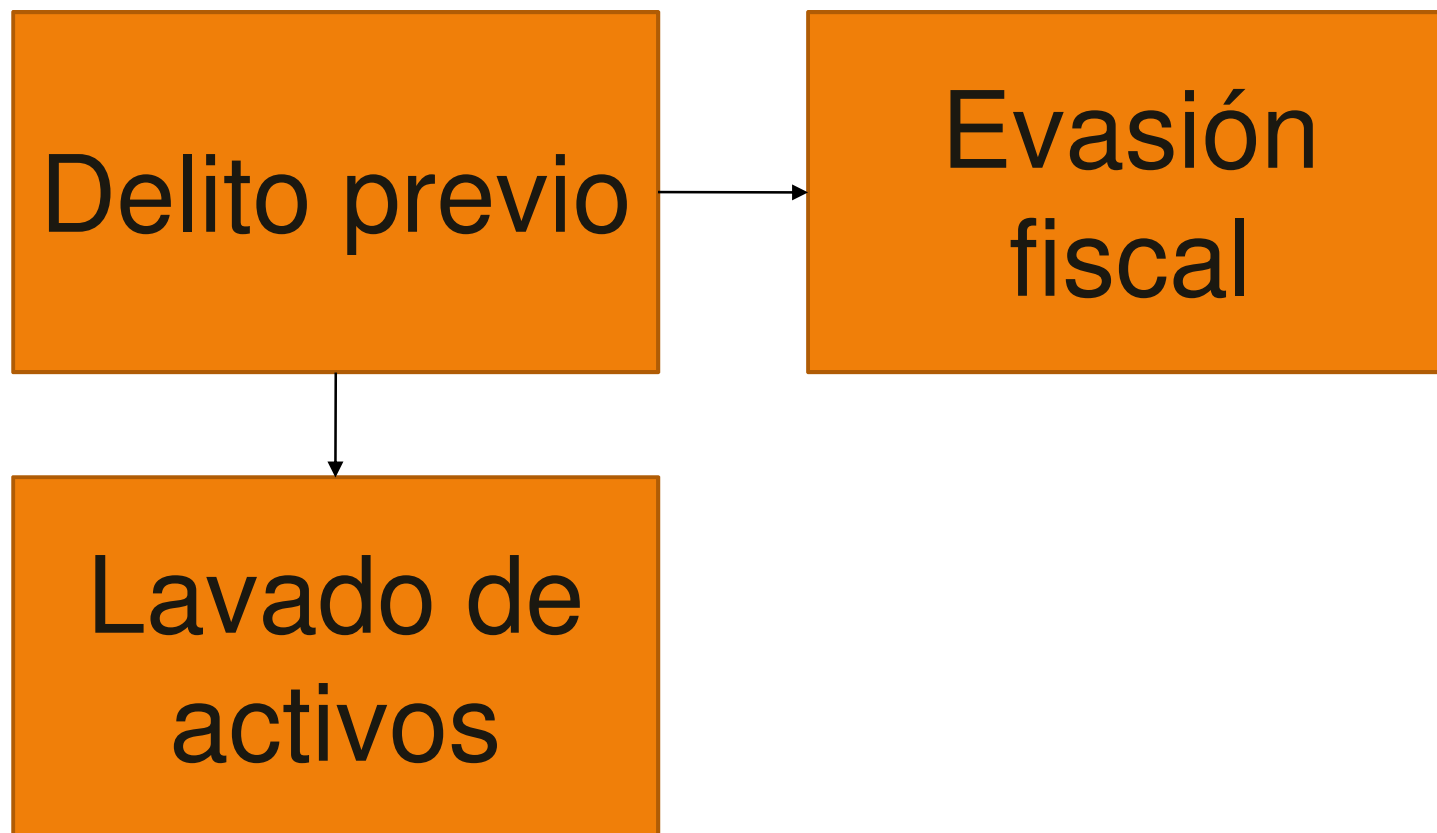 Delito previo
Evasión
fiscal
Lavado de
activos